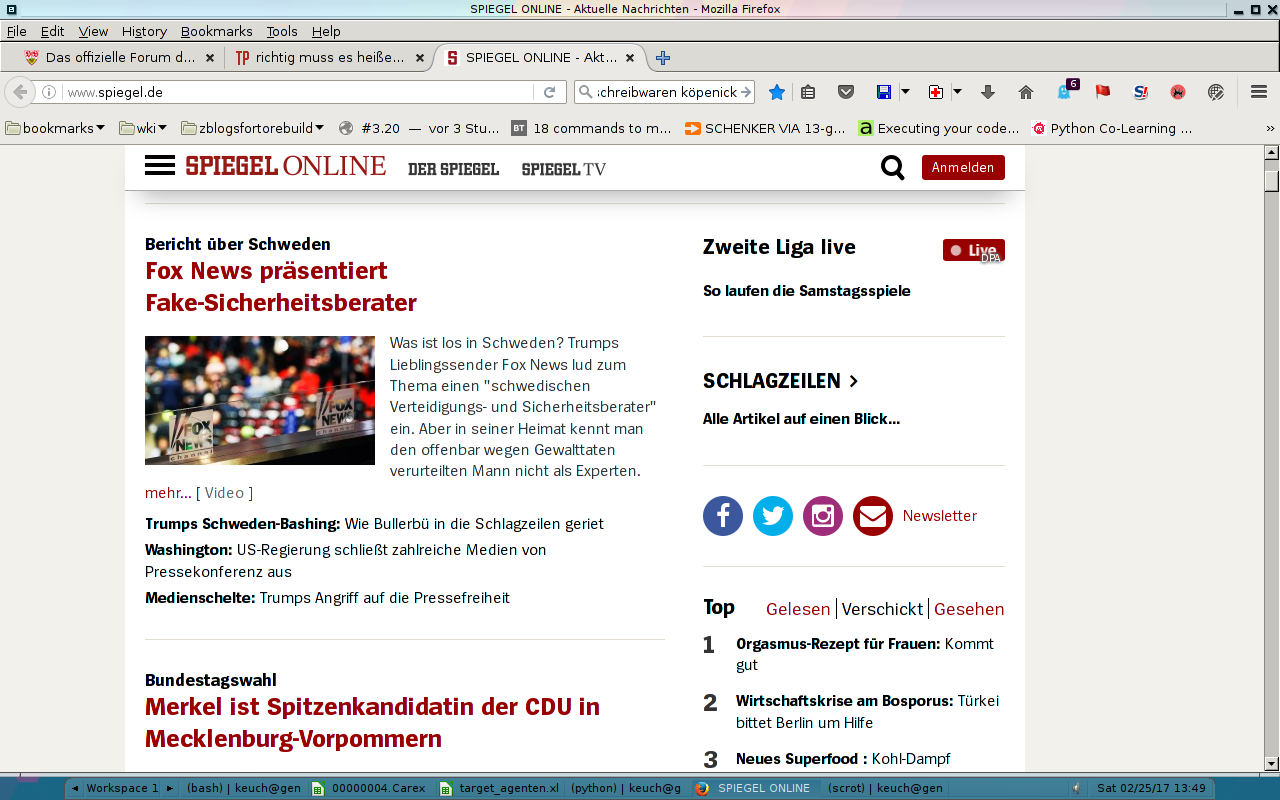 SPIEGEL ONLINE - Aktuelle Nachrichten - Mozilla Firefox
File Edit View History Bookmarks Tools Help
Das offizielle Forum d... richtig muss es heiße... SPIEGEL ONLINE - Akt...
www.spiegel.de
schreibwaren köpenick
6
bookmarks wiki zblogsfortorebuild #3.20 — vor 3 Stu... 18 commands to m... SCHENKER VIA 13-g... Executing your code... Python Co-Learning ...
SPIEGEL ONLINE DER SPIEGEL SPIEGEL TV Anmelden
Bericht über Schweden
Fox News präsentiert
Fake-Sicherheitsberater
FOX NEWS channel
FOX NEWS channel
Was ist los in Schweden? Trumps
Lieblingssender Fox News lud zum
Thema einen "schwedischen
Verteidigungs- und Sicherheitsberater"
ein. Aber in seiner Heimat kennt man
den offenbar wegen Gewalttaten
verurteilten Mann nicht als Experten.
mehr... [ Video ]
Trumps Schweden-Bashing: Wie Bullerbü in die Schlagzeilen geriet
Washington: US-Regierung schließt zahlreiche Medien von
Pressekonferenz aus
Medienschelte: Trumps Angriff auf die Pressefreiheit
Bundestagswahl
Merkel ist Spitzenkandidatin der CDU in
Mecklenburg-Vorpommern
Zweite Liga live
Live
DPA
So laufen die Samstagsspiele
SCHLAGZEILEN
Alle Artikel auf einen Blick...
Newsletter
Top Gelesen Verschickt Gesehen
1 Orgasmus-Rezept für Frauen: Kommt
gut
2 Wirtschaftskrise am Bosporus: Türkei
bittet Berlin um Hilfe
3 Neues Superfood : Kohl-Dampf
Workspace 1 (bash) | keuch@gen 00000004.Carex target_agenten.xl (python) | keuch@g SPIEGEL ONLINE (scrot) | keuch@gen Sat 02/25/17 13:49